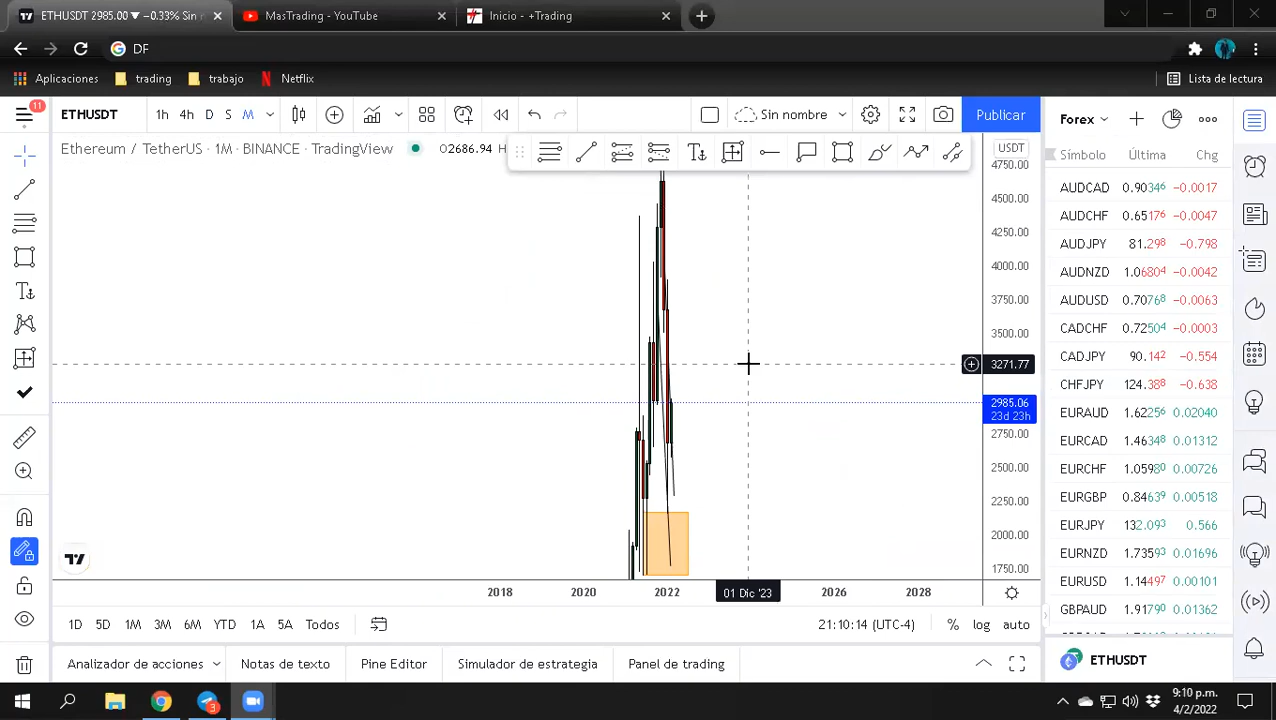 ETHUSDT 2985.00 ▼ −0.33% Sin n
MasTrading - YouTube
Inicio - +Trading
DF
Aplicaciones
trading
trabajo
Netflix
Lista de lectura
11
ETHUSDT
1h 4h D S M
Sin nombre
Publicar
Forex
Ethereum / TetherUS · 1M · BINANCE · TradingView
O2686.94 H
USDT
Símbolo Última Chg
4750.00
4500.00
4250.00
4000.00
3750.00
3500.00
3271.77
2985.06
23d 23h
2750.00
2500.00
2250.00
2000.00
1750.00
AUDCAD 0.90346 −0.0017
AUDCHF 0.65176 −0.0047
AUDJPY 81.298 −0.798
AUDNZD 1.06804 −0.0042
AUDUSD 0.70768 −0.0063
CADCHF 0.72504 −0.0003
CADJPY 90.142 −0.554
CHFJPY 124.388 −0.638
EURAUD 1.62256 0.02040
EURCAD 1.46348 0.01312
EURCHF 1.05980 0.00726
EURGBP 0.84639 0.00518
EURJPY 132.093 0.566
EURNZD 1.73593 0.01696
EURUSD 1.14497 0.00101
GBPAUD 1.91790 0.01362
2018 2020 2022 01 Dic '23 2026 2028
1D 5D 1M 3M 6M YTD 1A 5A Todos
21:10:14 (UTC-4) % log auto
Analizador de acciones
Notas de texto
Pine Editor
Simulador de estrategia
Panel de trading
ETHUSDT
3
9:10 p.m.
4/2/2022